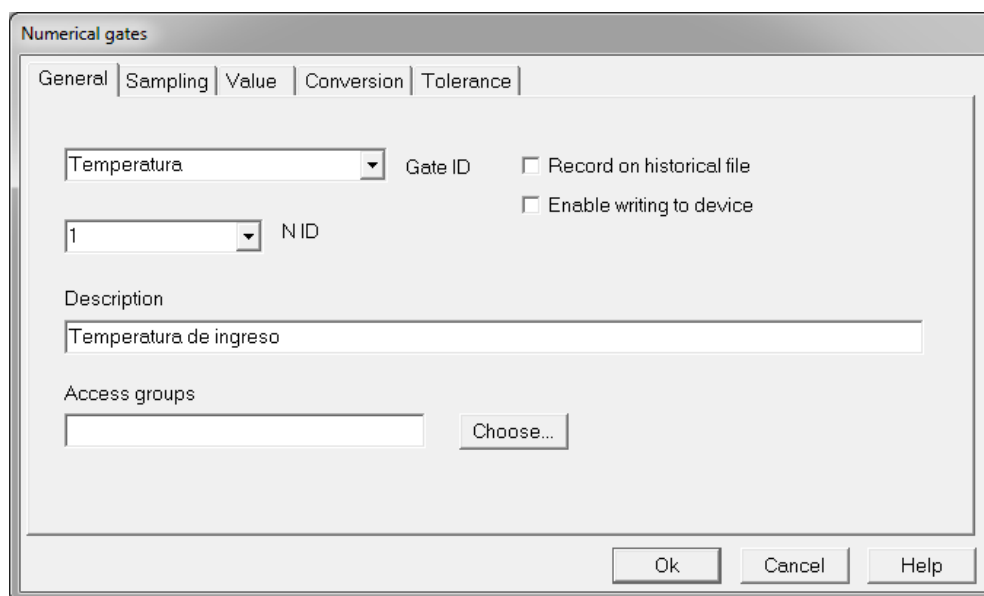 Numerical gates
General Sampling Value Conversion Tolerance
Temperatura Gate ID Record on historical file
Enable writing to device
1 N ID
Description
Temperatura de ingreso
Access groups
Choose...
Ok Cancel Help